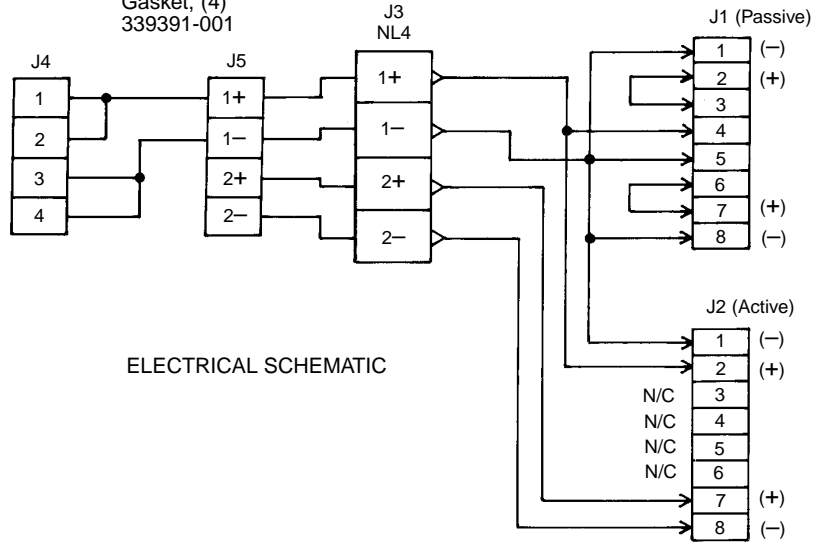 Gasket, (4)
339391-001
J4
1
2
3
4
J5
1+
1−
2+
2−
J3
NL4
1+
1−
2+
2−
J1 (Passive)
1 (−)
2 (+)
3
4
5
6
7 (+)
8 (−)
J2 (Active)
1 (−)
2 (+)
N/C 3
N/C 4
N/C 5
N/C 6
7 (+)
8 (−)
ELECTRICAL SCHEMATIC